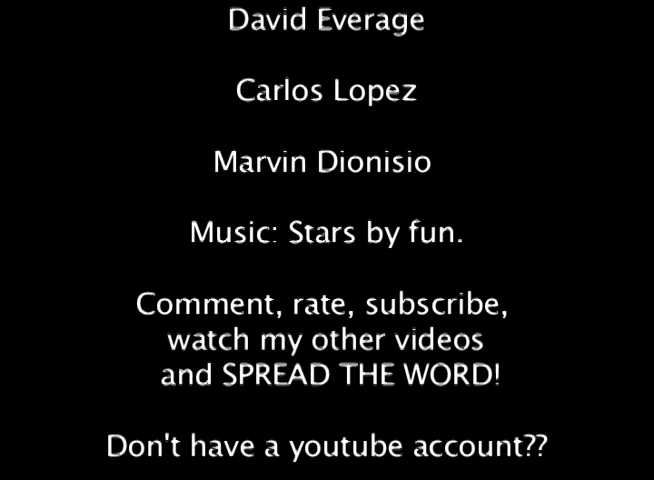 David Everage
Carlos Lopez
Marvin Dionisio
Music: Stars by fun.
Comment, rate, subscribe,
watch my other videos
and SPREAD THE WORD!
Don't have a youtube account??